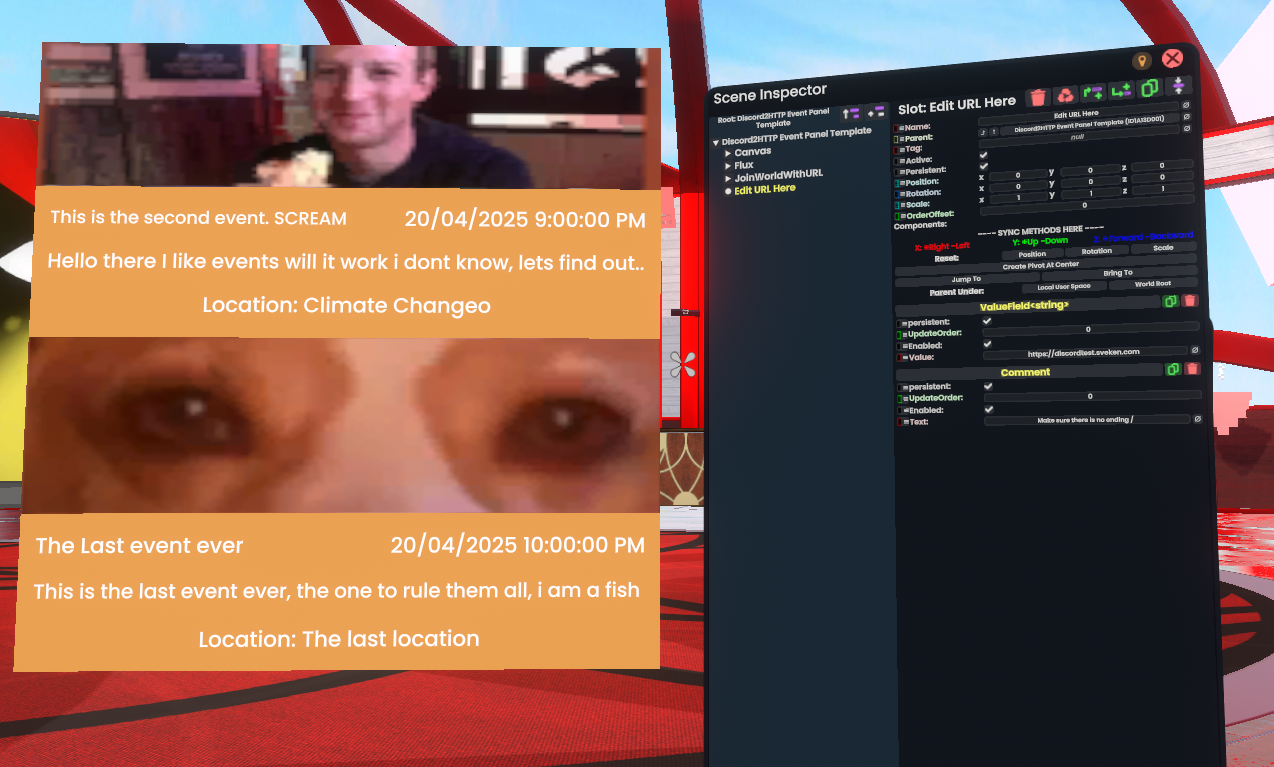 This is the second event. SCREAM
20/04/2025 9:00:00 PM
Hello there I like events will it work i dont know, lets find out..
Location: Climate Changeo
The Last event ever
20/04/2025 10:00:00 PM
This is the last event ever, the one to rule them all, i am a fish
Location: The last location
Scene Inspector
Root: Discord2HTTP Event Panel
Template
Discord2HTTP Event Panel Template
Canvas
Flux
JoinWorldWithURL
Edit URL Here
Slot: Edit URL Here
Name: Edit URL Here
Parent: Discord2HTTP Event Panel Template
Tag: null
Active:
Persistent:
Position: x 0 y 0 z 0
Rotation: x 0 y 0 z 0
Scale: x 1 y 1 z 1
OrderOffset: 0
Components:
---- SYNC METHODS HERE ----
X: +Right -Left Y: +Up -Down Z: +Forward -Backward
Reset: Position Rotation Scale
Create Pivot At Center
Jump To Bring To
Parent Under: Local User Space World Root
ValueField<string>
persistent:
UpdateOrder: 0
Enabled:
Value: https://discordtest.sveken.com
Comment
persistent:
UpdateOrder: 0
Enabled:
Text: Make sure there is no ending /